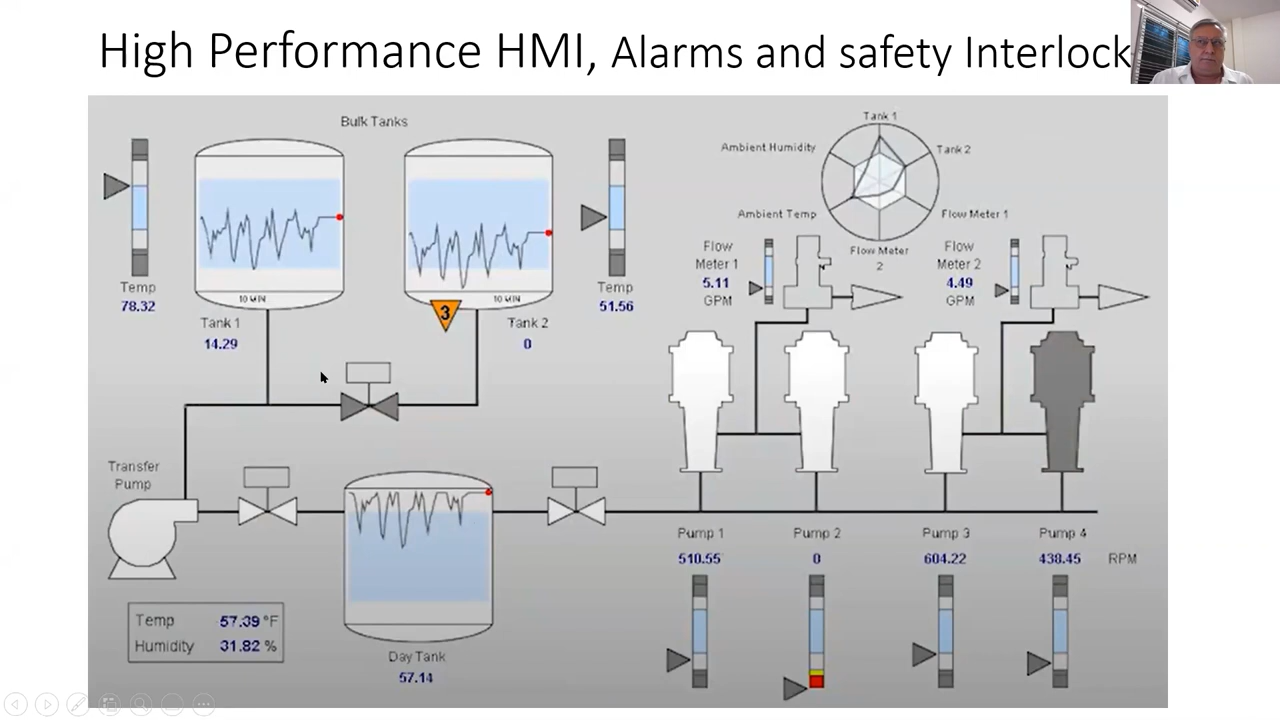 High Performance HMI, Alarms and safety Interlock
Bulk Tanks
Tank 1
Ambient Humidity
Tank 2
Ambient Temp
Flow Meter 1
Flow Meter
2
Flow
Meter 1
5.11
GPM
Flow
Meter 2
4.49
GPM
Temp
78.32
10 MIN
Tank 1
14.29
10 MIN
3
Tank 2
0
Temp
51.56
Transfer
Pump
Pump 1
510.55
Pump 2
0
Pump 3
604.22
Pump 4
438.45
RPM
Temp 57.39 °F
Humidity 31.82 %
Day Tank
57.14